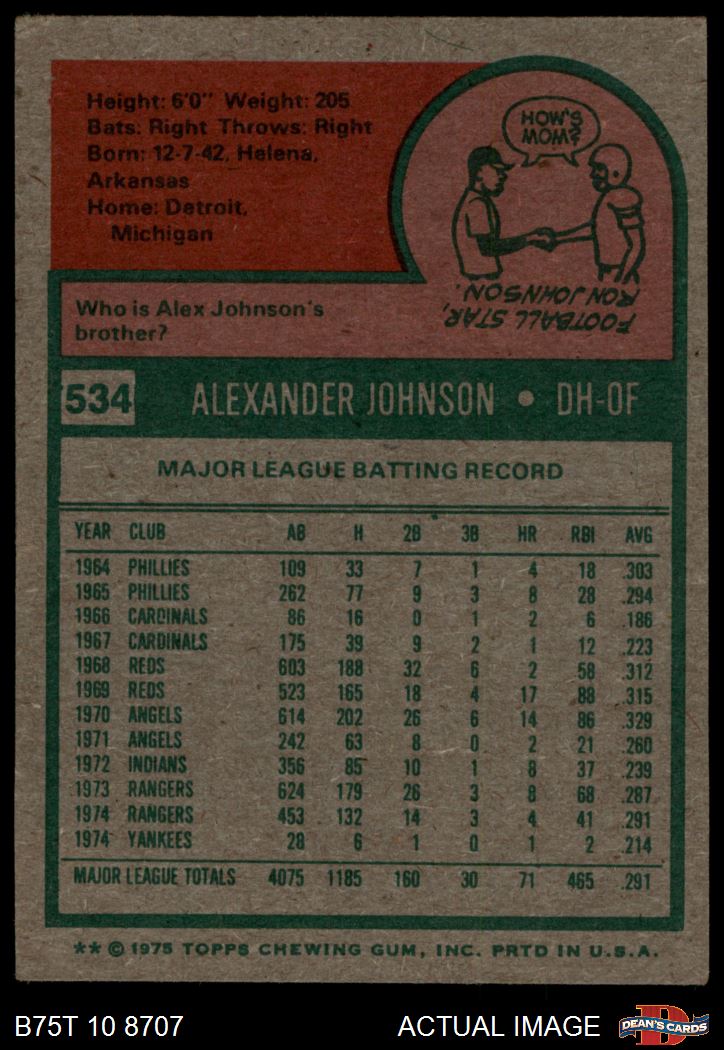 Height: 6'0" Weight: 205
Bats: Right Throws: Right
Born: 12-7-42, Helena,
Arkansas
Home: Detroit,
Michigan
HOW'S
MOM?
FOOTBALL STAR,
RON JOHNSON.
Who is Alex Johnson's
brother?
534 ALEXANDER JOHNSON • DH-OF
MAJOR LEAGUE BATTING RECORD
YEAR CLUB AB H 2B 3B HR RBI AVG
1964 PHILLIES 109 33 7 1 4 18 .303
1965 PHILLIES 262 77 9 3 8 28 .294
1966 CARDINALS 86 16 0 1 2 6 .186
1967 CARDINALS 175 39 9 2 1 12 .223
1968 REDS 603 188 32 6 2 58 .312
1969 REDS 523 165 18 4 17 88 .315
1970 ANGELS 614 202 26 6 14 86 .329
1971 ANGELS 242 63 8 0 2 21 .260
1972 INDIANS 356 85 10 1 8 37 .239
1973 RANGERS 624 179 26 3 8 68 .287
1974 RANGERS 453 132 14 3 4 41 .291
1974 YANKEES 28 6 1 0 1 2 .214
MAJOR LEAGUE TOTALS 4075 1185 160 30 71 465 .291
** © 1975 TOPPS CHEWING GUM, INC. PRTD IN U.S.A.
B75T 10 8707 ACTUAL IMAGE DEAN'S CARDS